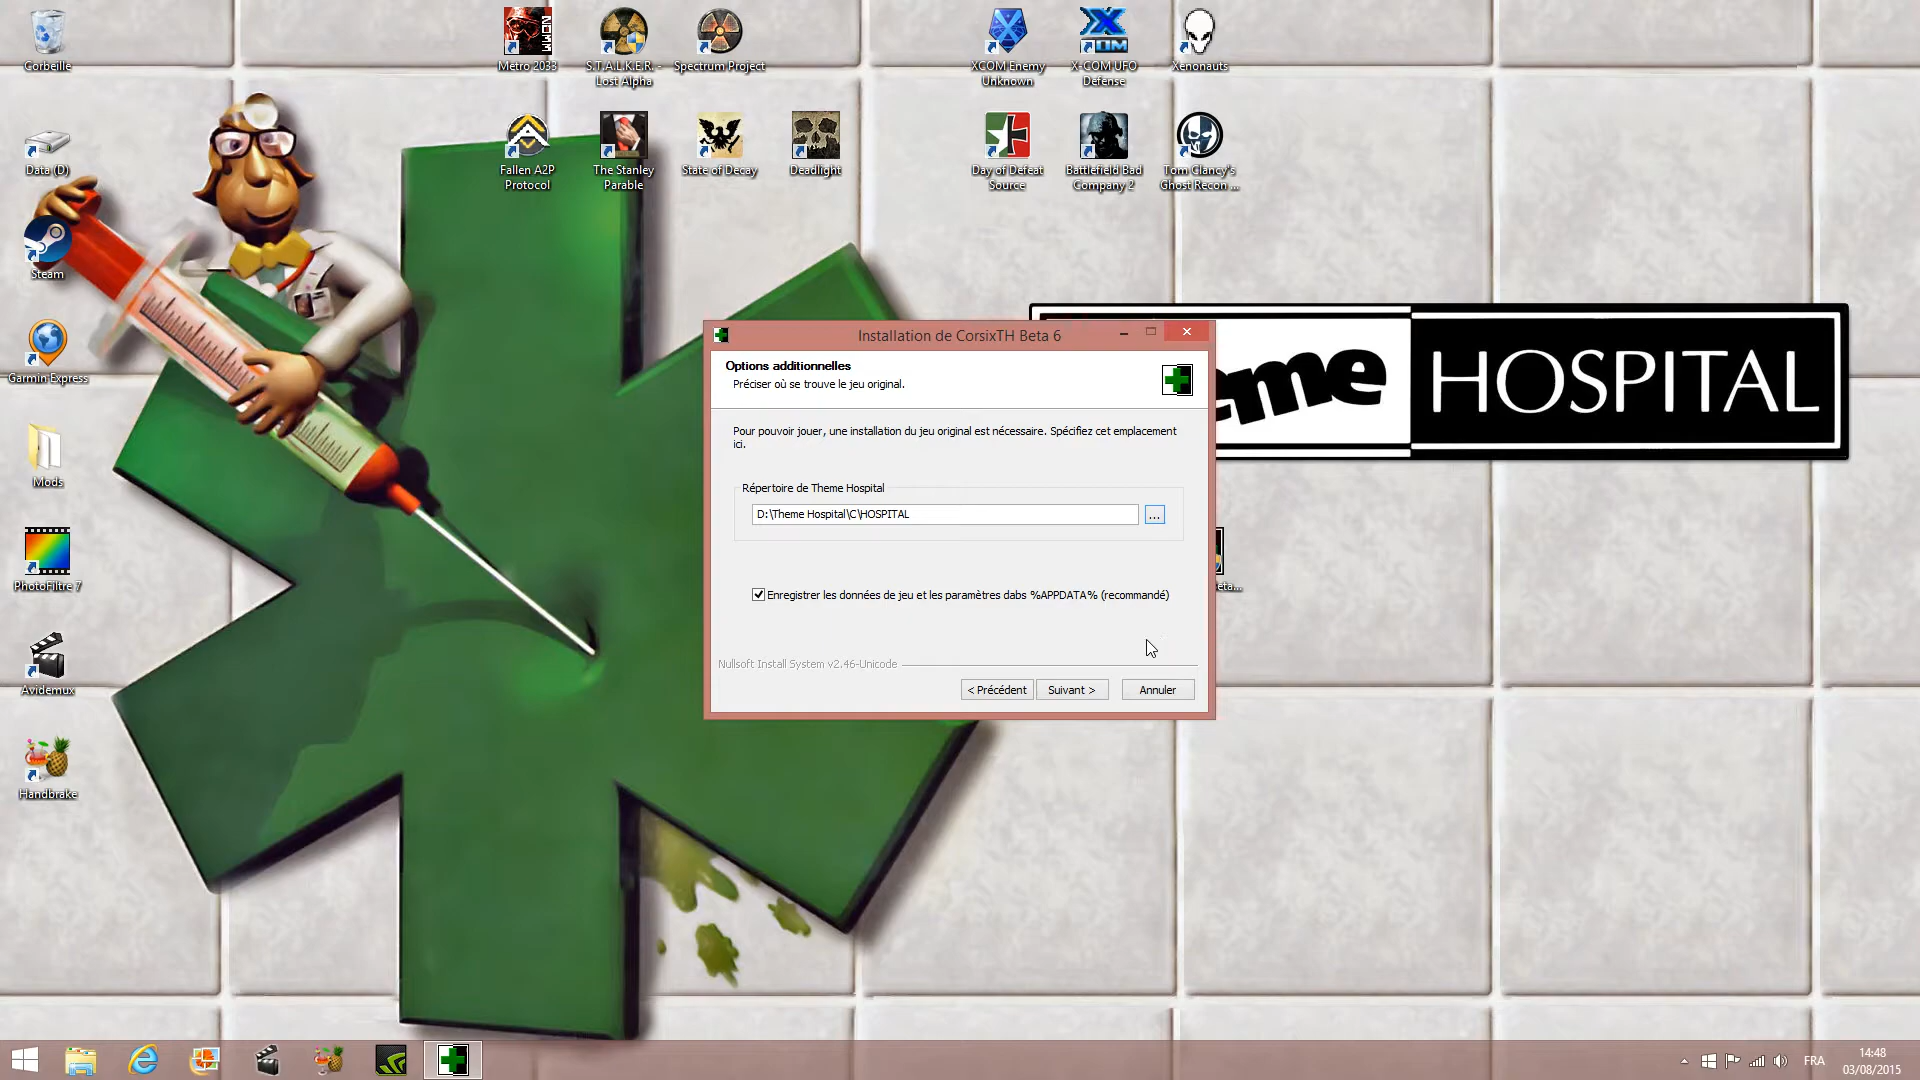 Corbeille
Metro 2033
S.T.A.L.K.E.R. -
Lost Alpha
Spectrum Project
XCOM Enemy
Unknown
X-COM UFO
Defense
Xenonauts
Data (D)
Fallen A2P
Protocol
The Stanley
Parable
State of Decay
Deadlight
Day of Defeat
Source
Battlefield Bad
Company 2
Tom Clancy's
Ghost Recon ...
Steam
Garmin Express
Mods
PhotoFiltre 7
Avidemux
Handbrake
eme HOSPITAL
Installation de CorsixTH Beta 6
Options additionnelles
Préciser où se trouve le jeu original.
Pour pouvoir jouer, une installation du jeu original est nécessaire. Spécifiez cet emplacement
ici.
Répertoire de Theme Hospital
D:\Theme Hospital\C\HOSPITAL
...
Enregistrer les données de jeu et les paramètres dabs %APPDATA% (recommandé)
Nullsoft Install System v2.46-Unicode
< Précédent
Suivant >
Annuler
eta...
FRA
14:48
03/08/2015